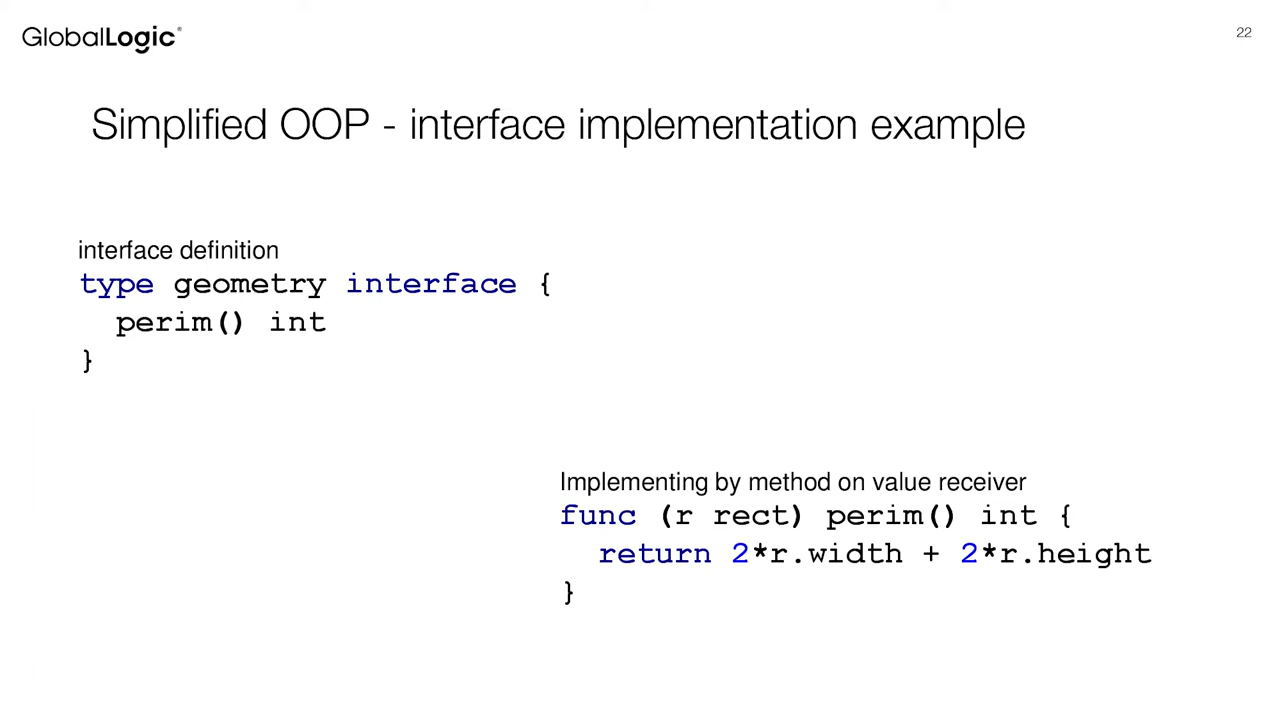 GlobalLogic®
22
Simplified OOP - interface implementation example
interface definition
type geometry interface {
  perim() int
}
Implementing by method on value receiver
func (r rect) perim() int {
  return 2*r.width + 2*r.height
}